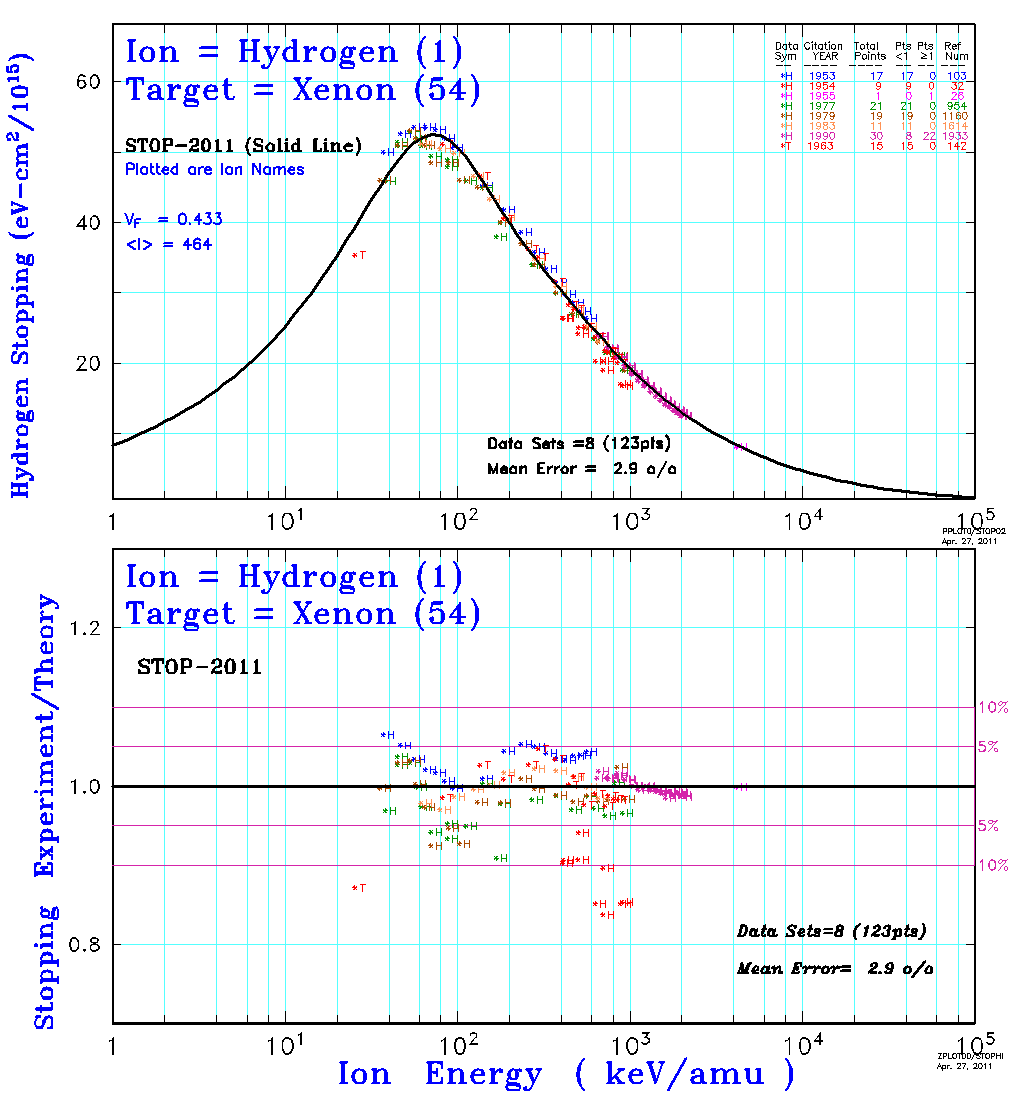 Ion = Hydrogen (1)
Target = Xenon (54)
STOP-2011 (Solid Line)
Plotted are Ion Names
VF = 0.433
<I> = 464
Data Citation Total Pts Pts Ref
Sym YEAR Points <1 ≥1 Num
*H 1953 17 17 0 103
*H 1954 9 9 0 32
*H 1955 1 0 1 26
*H 1977 21 21 0 954
*H 1979 19 19 0 1160
*H 1983 11 11 0 1614
*H 1990 30 8 22 1933
*T 1963 15 15 0 142
Hydrogen Stopping (eV-cm²/10¹⁵)
60
40
20
Data Sets =8 (123pts)
Mean Error = 2.9 o/o
1 10¹ 10² 10³ 10⁴ 10⁵
Apr. 27, 2011
Ion = Hydrogen (1)
Target = Xenon (54)
STOP-2011
Stopping Experiment/Theory
1.2
1.0
0.8
10%
5%
5%
10%
Data Sets=8 (123pts)
Mean Error= 2.9 o/o
1 10¹ 10² 10³ 10⁴ 10⁵
Ion Energy ( keV/amu )
Apr. 27, 2011